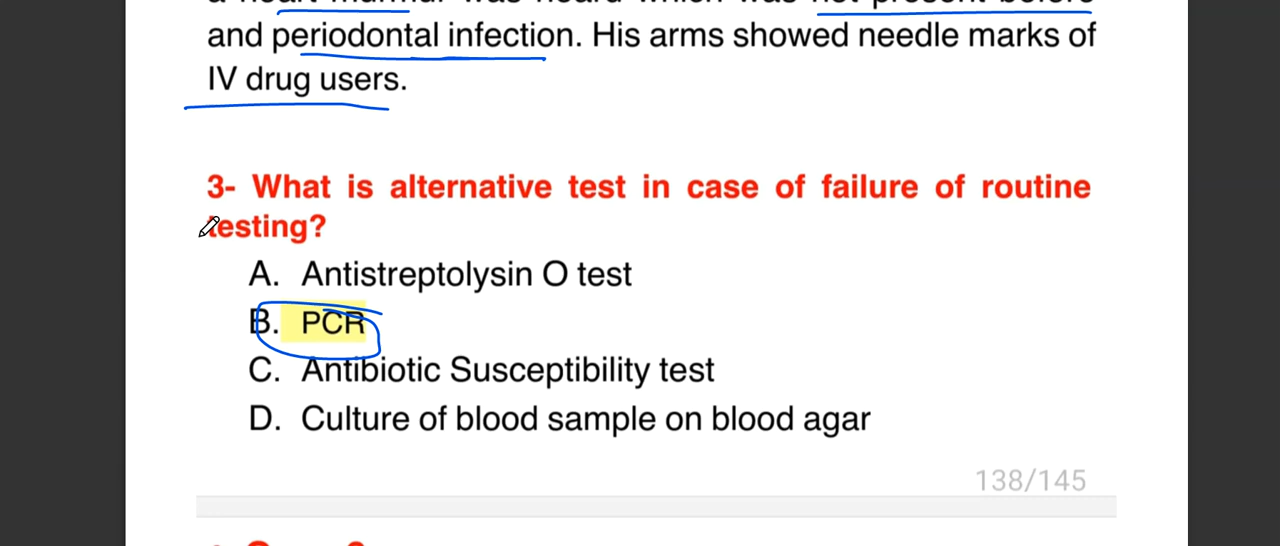 and periodontal infection. His arms showed needle marks of
IV drug users.
3- What is alternative test in case of failure of routine
testing?
A. Antistreptolysin O test
B. PCR
C. Antibiotic Susceptibility test
D. Culture of blood sample on blood agar
138/145